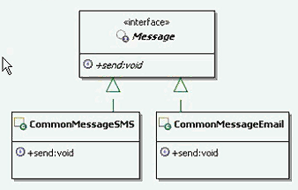 «interface»
Message
+send:void
CommonMessageSMS
CommonMessageEmail
+send:void
+send:void